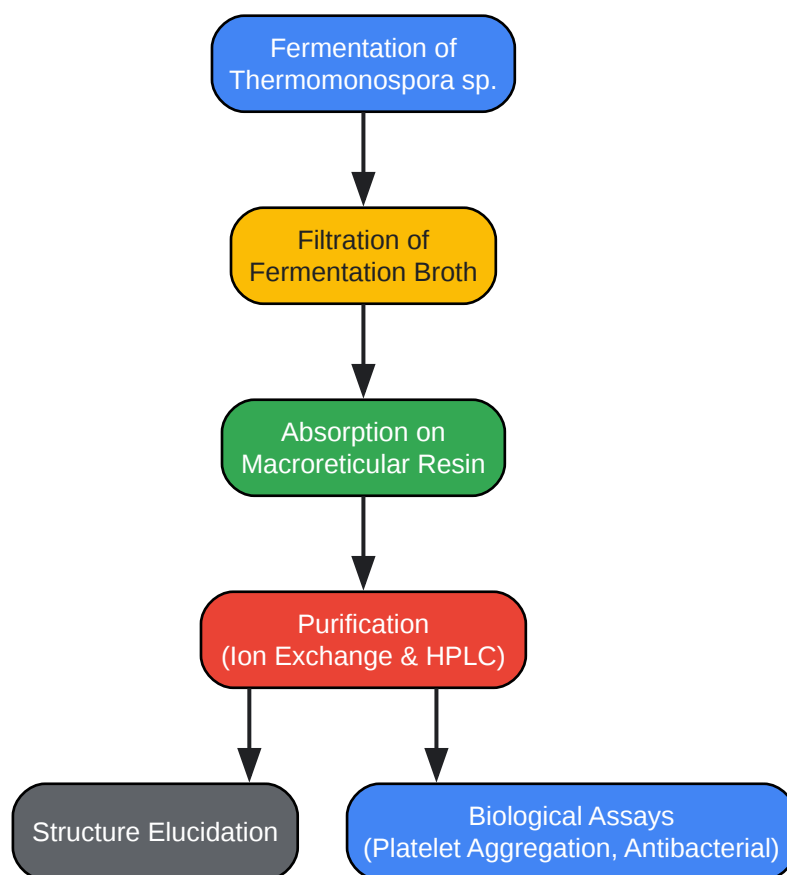 Fermentation of
Thermomonospora sp.
Filtration of
Fermentation Broth
Absorption on
Macroreticular Resin
Purification
(Ion Exchange & HPLC)
Structure Elucidation
Biological Assays
(Platelet Aggregation, Antibacterial)